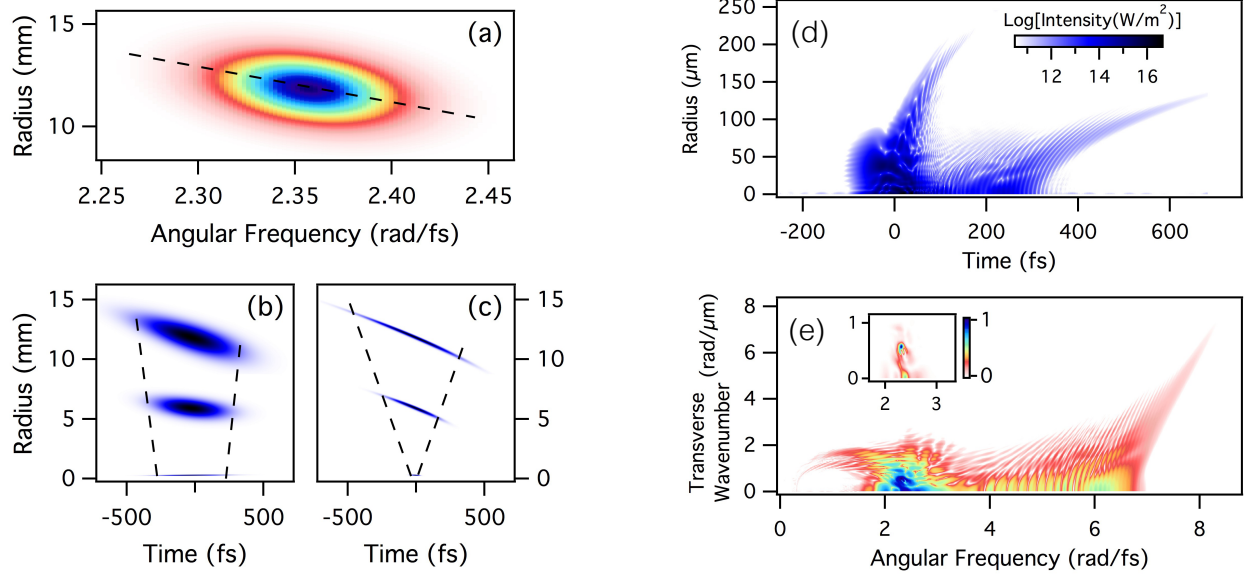 (a)
Radius (mm)
15
10
2.25 2.30 2.35 2.40 2.45
Angular Frequency (rad/fs)
(b)
Radius (mm)
15
10
5
0
-500 500
Time (fs)
(c)
15
10
5
0
-500 500
Time (fs)
(d)
Log[Intensity(W/m²)]
12 14 16
Radius (µm)
250
200
150
100
50
0
-200 0 200 400 600
Time (fs)
(e)
Transverse
Wavenumber (rad/µm)
8
6
4
2
0
1
0
2 3
1
0
0 2 4 6 8
Angular Frequency (rad/fs)